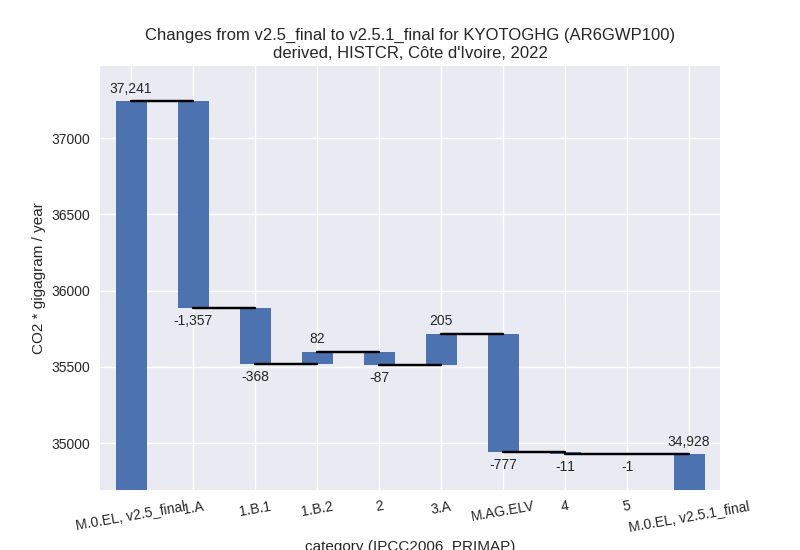 Changes from v2.5_final to v2.5.1_final for KYOTOGHG (AR6GWP100)
derived, HISTCR, Côte d'Ivoire, 2022
CO2 * gigagram / year
37000
36500
36000
35500
35000
37,241
-1,357
-368
82
-87
205
-777
-11
-1
34,928
M.0.EL, v2.5_final
1.A
1.B.1
1.B.2
2
3.A
M.AG.ELV
4
5
M.0.EL, v2.5.1_final
category (IPCC2006_PRIMAP)